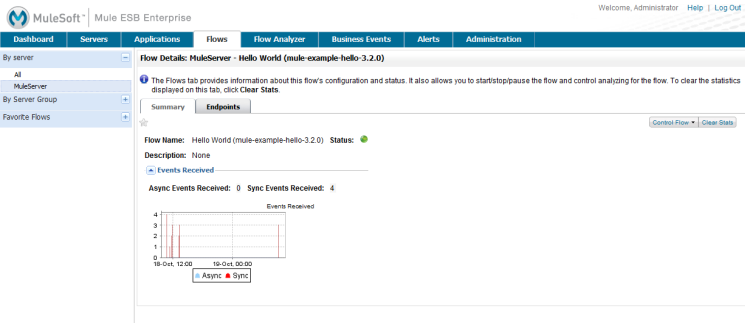 Welcome, Administrator Help | Log Out
MuleSoft™ Mule ESB Enterprise
Dashboard Servers Applications Flows Flow Analyzer Business Events Alerts Administration
By server
All
MuleServer
By Server Group
Favorite Flows
Flow Details: MuleServer - Hello World (mule-example-hello-3.2.0)
The Flows tab provides information about this flow's configuration and status. It also allows you to start/stop/pause the flow and control analyzing for the flow. To clear the statistics
displayed on this tab, click Clear Stats.
Summary Endpoints
Control Flow Clear Stats
Flow Name: Hello World (mule-example-hello-3.2.0) Status:
Description: None
Events Received
Async Events Received: 0 Sync Events Received: 4
Events Received
4
3
2
1
0
18-Oct, 12:00 19-Oct, 00:00
Async Sync